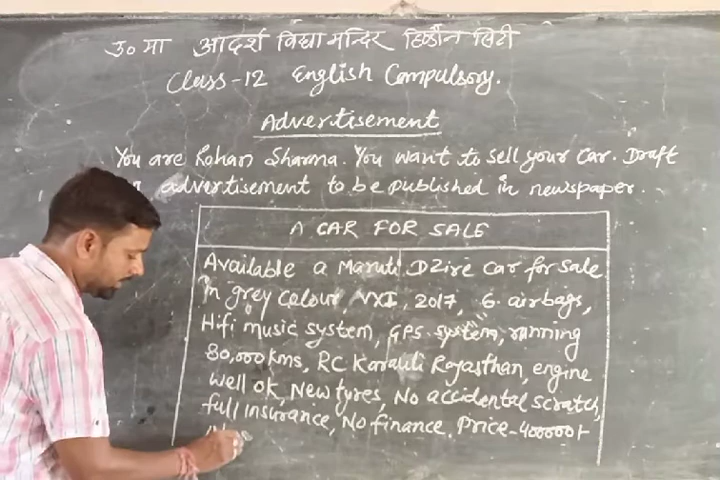 उ० मा आदर्श विद्या मन्दिर हिण्डौन सिटी
Class-12 English Compulsory.
Advertisement
You are Rohan Sharma. You want to sell your car. Draft
advertisement to be published in newspaper.
A CAR FOR SALE
Available a Maruti DZire car for sale
in grey colour, VXI, 2017, 6 airbags,
Hifi music system, GPS system, running
80,000 kms, RC Karauli Rajasthan, engine
well ok, New tyres, No accidental scratch,
full insurance, No finance. Price-400000/-